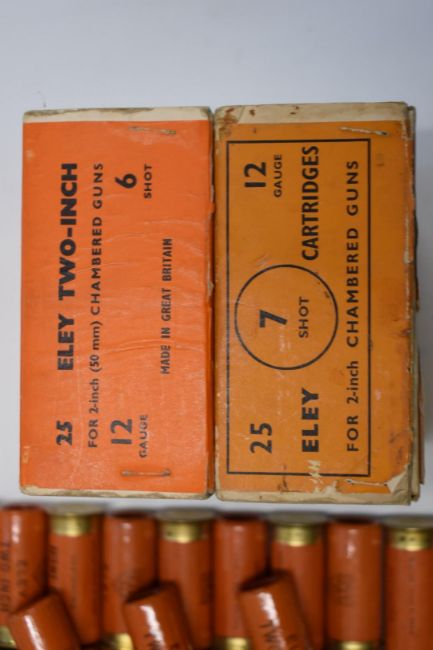 25 ELEY TWO-INCH
FOR 2-inch (50 mm) CHAMBERED GUNS
12 6
GAUGE SHOT
MADE IN GREAT BRITAIN
25 12
GAUGE
7
SHOT
ELEY CARTRIDGES
FOR 2-inch CHAMBERED GUNS